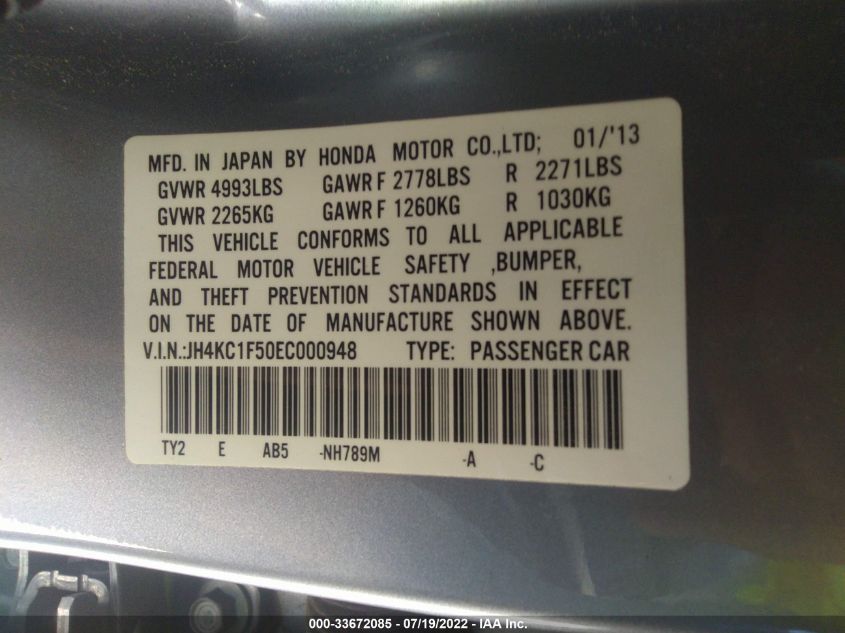 MFD. IN JAPAN BY HONDA MOTOR CO.,LTD; 01/'13
GVWR 4993LBS GAWR F 2778LBS R 2271LBS
GVWR 2265KG GAWR F 1260KG R 1030KG
THIS VEHICLE CONFORMS TO ALL APPLICABLE
FEDERAL MOTOR VEHICLE SAFETY ,BUMPER,
AND THEFT PREVENTION STANDARDS IN EFFECT
ON THE DATE OF MANUFACTURE SHOWN ABOVE.
V.I.N.:JH4KC1F50EC000948 TYPE: PASSENGER CAR
TY2 E AB5 -NH789M -A -C
000-33672085 - 07/19/2022 - IAA Inc.